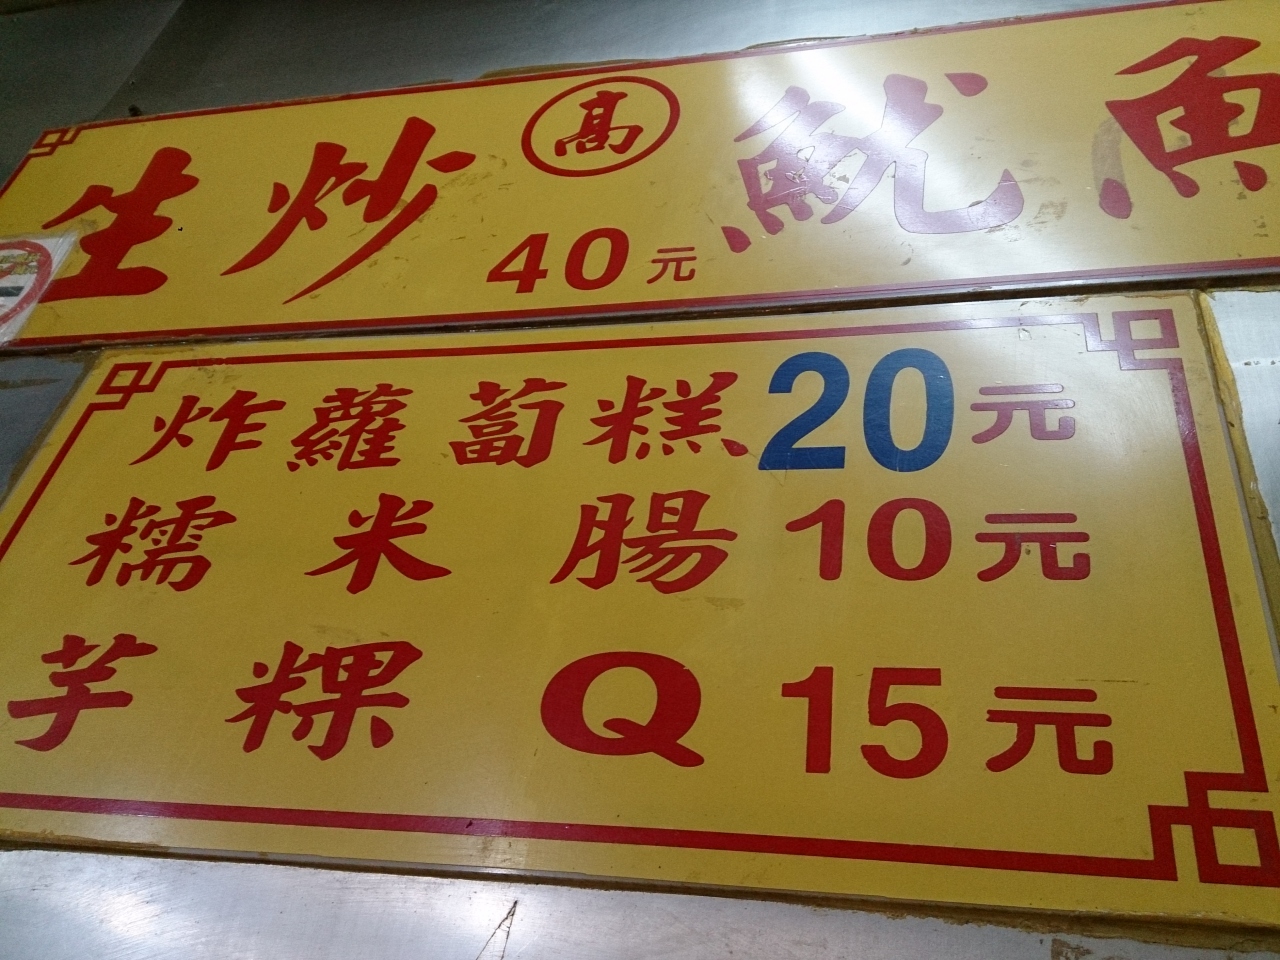 生炒 高 魷魚
40元
炸蘿蔔糕20元
糯米腸10元
芋粿Q 15元